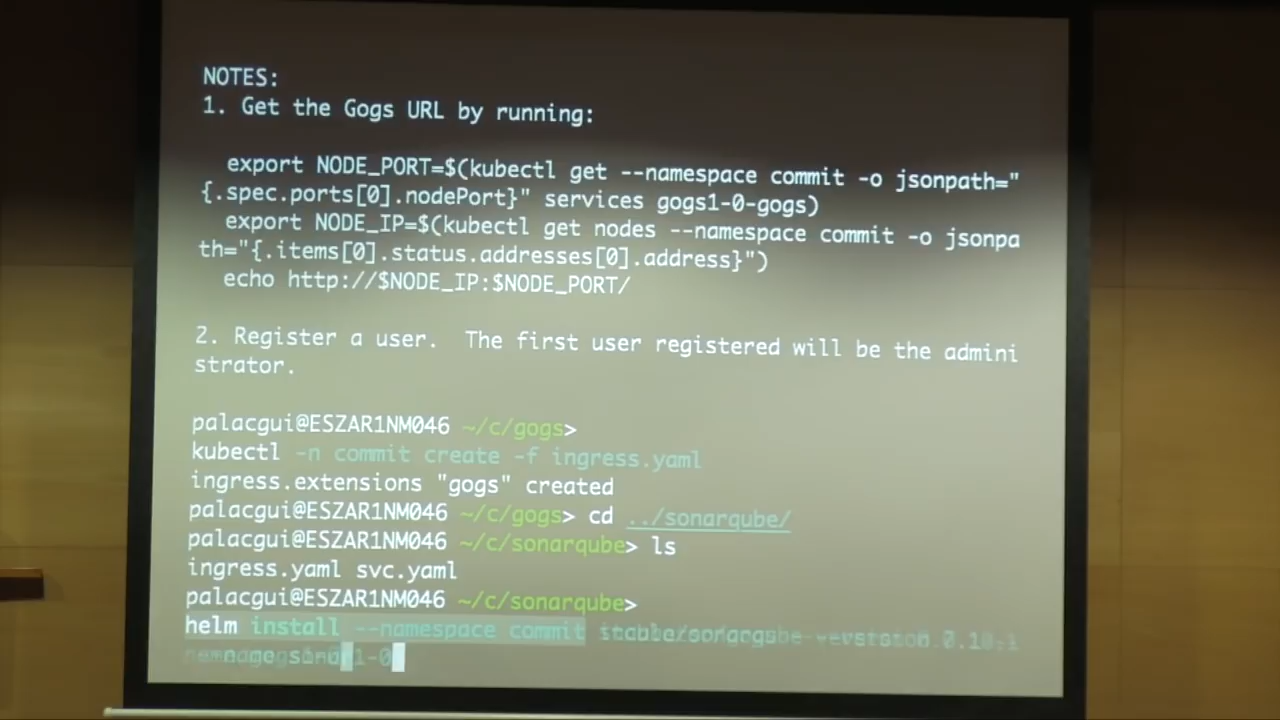 NOTES:
1. Get the Gogs URL by running:
export NODE_PORT=$(kubectl get --namespace commit -o jsonpath="
{.spec.ports[0].nodePort}" services gogs1-0-gogs)
export NODE_IP=$(kubectl get nodes --namespace commit -o jsonpa
th="{.items[0].status.addresses[0].address}")
echo http://$NODE_IP:$NODE_PORT/
2. Register a user.  The first user registered will be the admini
strator.
palacgui@ESZAR1NM046 ~/c/gogs>
kubectl -n commit create -f ingress.yaml
ingress.extensions "gogs" created
palacgui@ESZAR1NM046 ~/c/gogs> cd ../sonarqube/
palacgui@ESZAR1NM046 ~/c/sonarqube> ls
ingress.yaml svc.yaml
palacgui@ESZAR1NM046 ~/c/sonarqube>
helm install --namespace commit